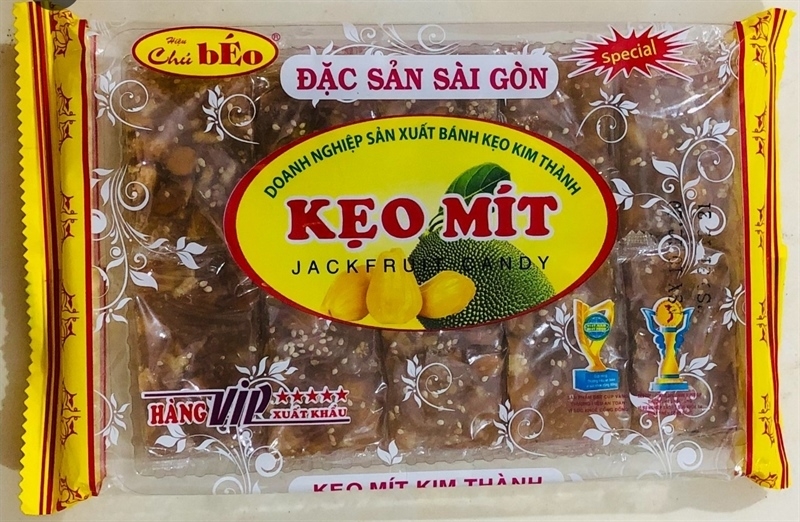 Hiệu
Chú béo®
ĐẶC SẢN SÀI GÒN
Special
DOANH NGHIỆP SẢN XUẤT BÁNH KẸO KIM THÀNH
KẸO MÍT
JACKFRUIT CANDY
HÀNG VIP
XUẤT KHẨU
KẸO MÍT KIM THÀNH